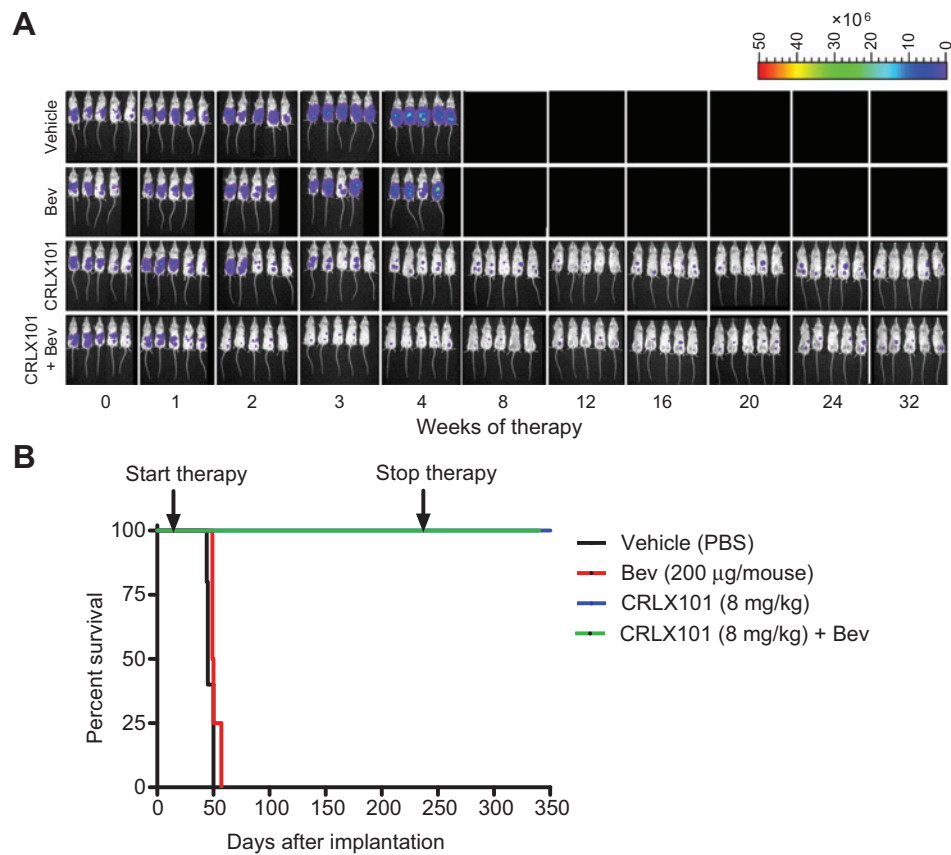 A
×10⁶
50 40 30 20 10 0
Vehicle
Bev
CRLX101
CRLX101
+ Bev
0 1 2 3 4 8 12 16 20 24 32
Weeks of therapy
B
Start therapy
Stop therapy
100
75
50
25
0
Percent survival
0 50 100 150 200 250 300 350
Days after implantation
Vehicle (PBS)
Bev (200 μg/mouse)
CRLX101 (8 mg/kg)
CRLX101 (8 mg/kg) + Bev